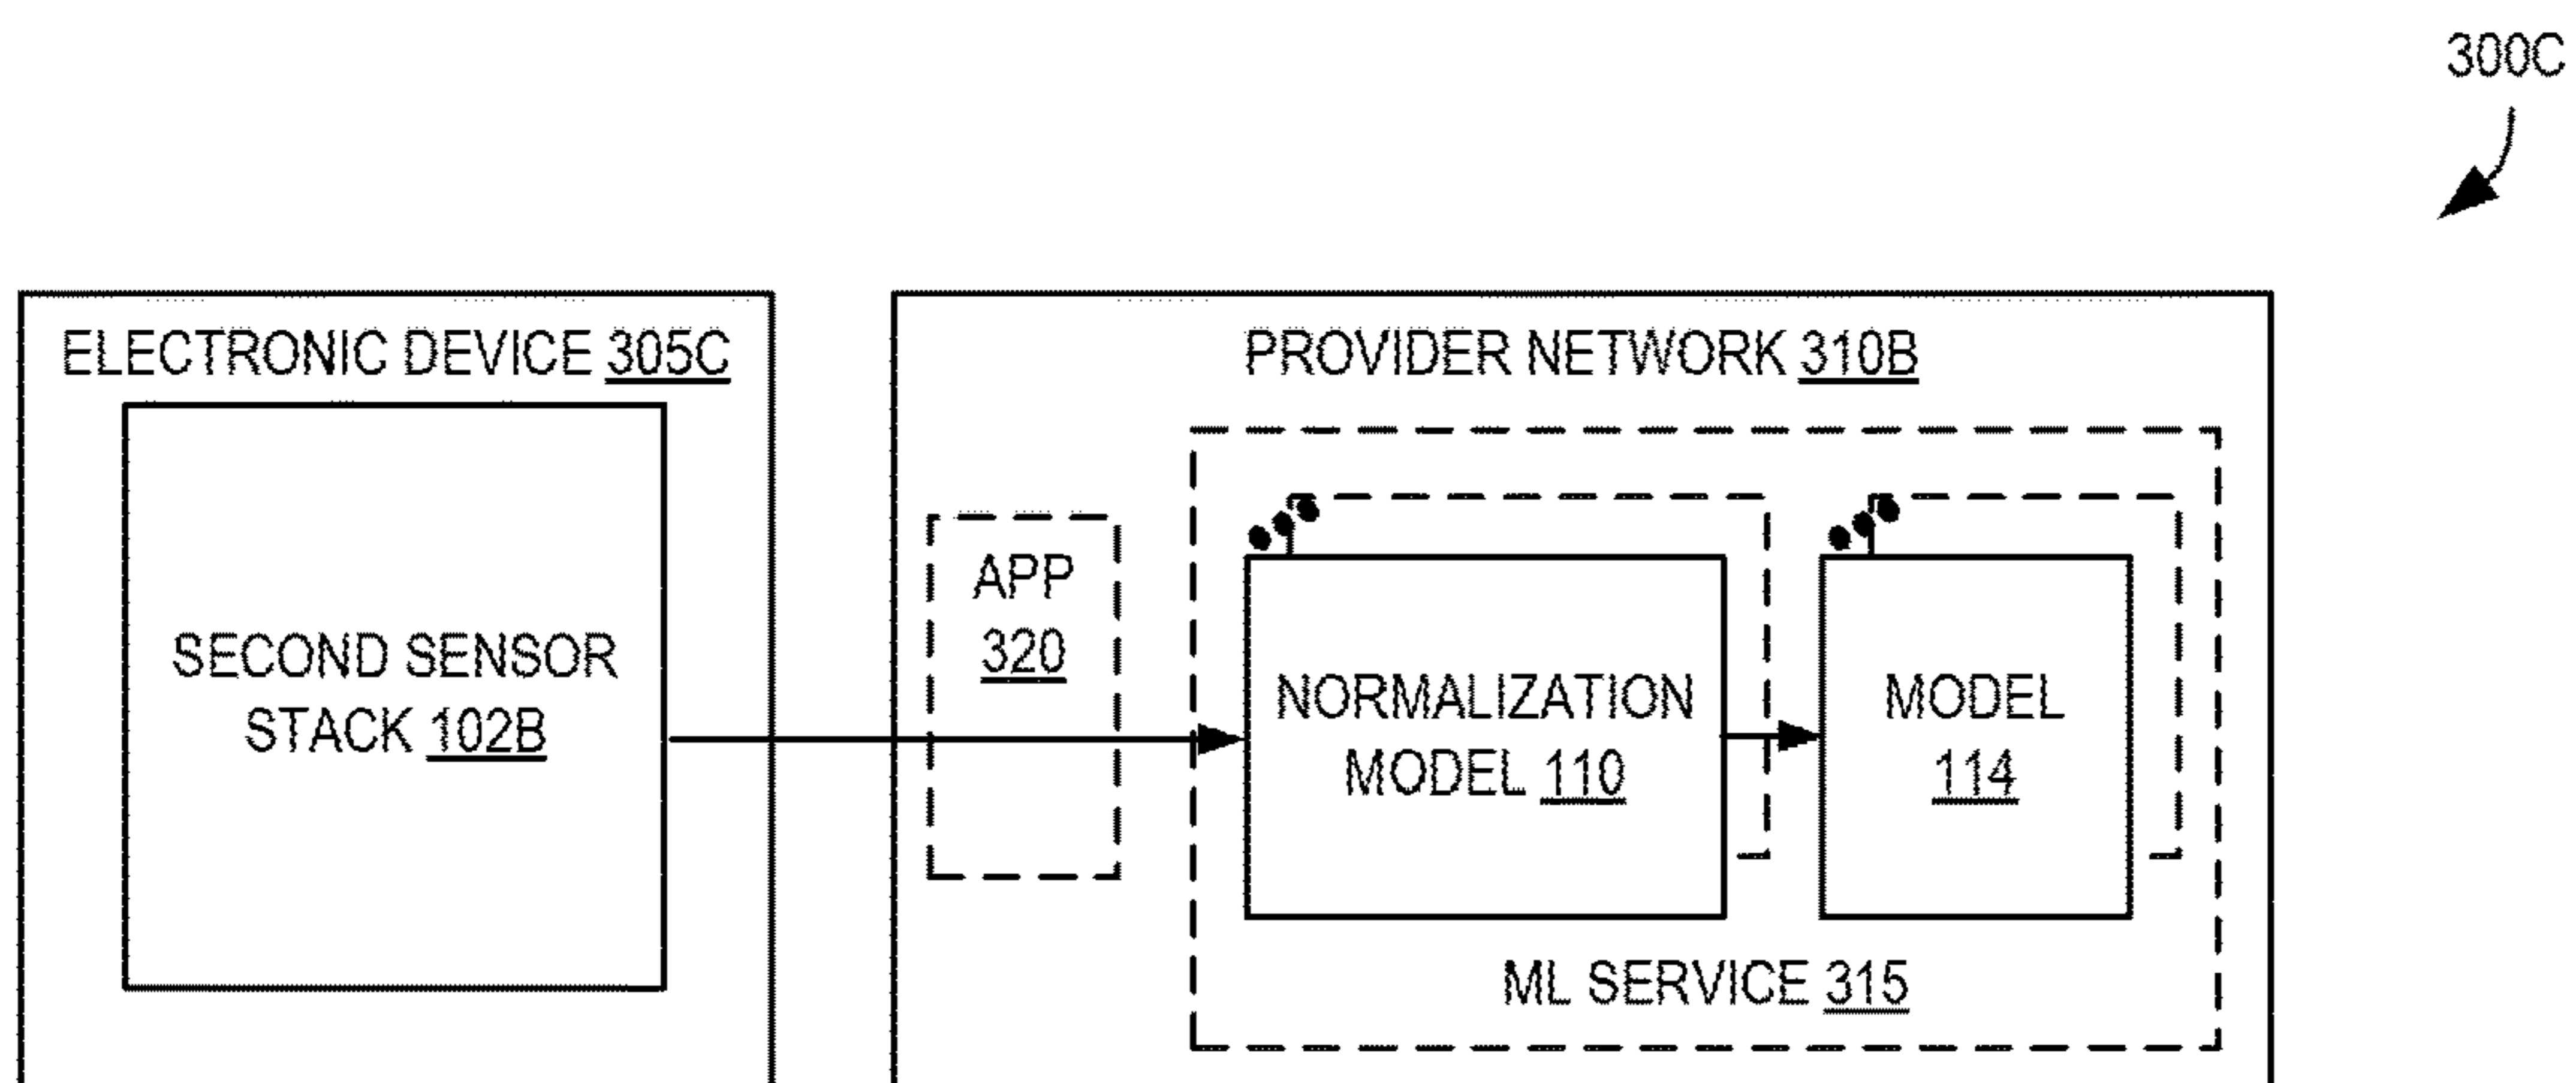 300C
ELECTRONIC DEVICE 305C
SECOND SENSOR
STACK 102B
PROVIDER NETWORK 310B
APP
320
NORMALIZATION
MODEL 110
MODEL
114
ML SERVICE 315